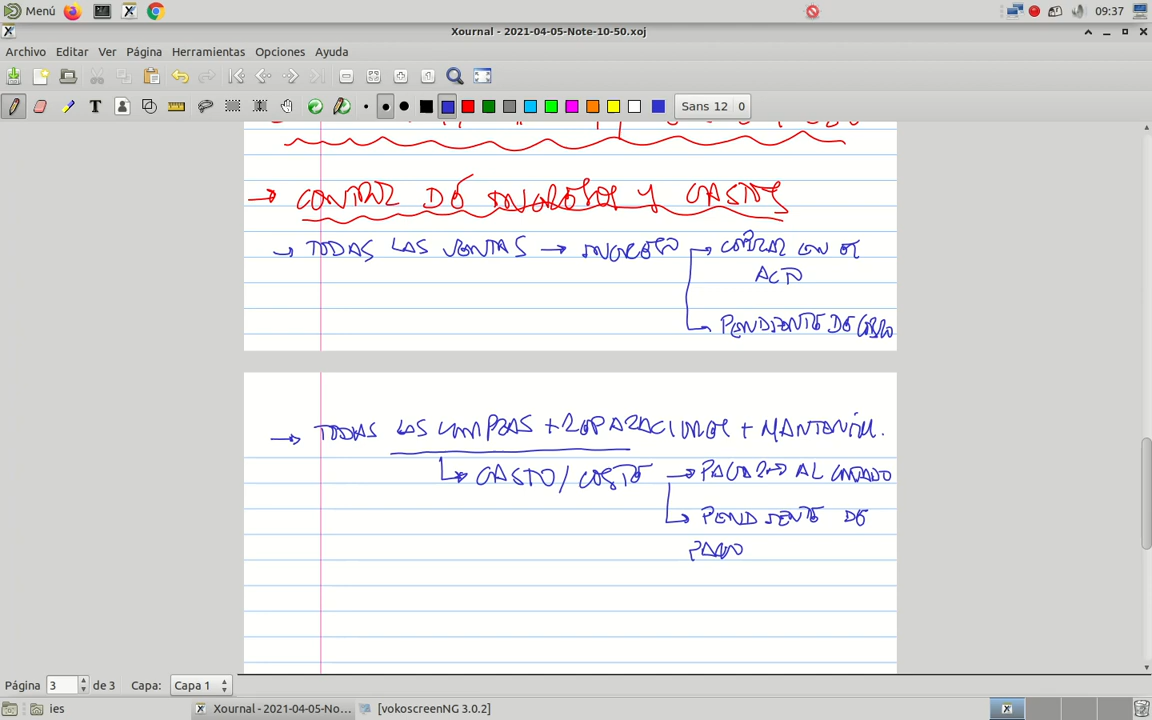 Menú 09:37
Xournal - 2021-04-05-Note-10-50.xoj
Archivo Editar Ver Página Herramientas Opciones Ayuda
Sans 12 0
→ CONTROL DE INGRESOS Y GASTOS
→ TODAS LAS VENTAS → INGRESO → COBRAR EN EL
ACTO
→ PENDIENTE DE COBRO
→ TODAS LAS COMPRAS + REPARACIONES + MANTENIM.
↳ GASTO / COSTE → PAGAR → AL CONTADO
↳ PENDIENTE DE
PAGO
Página 3 de 3 Capa: Capa 1
ies Xournal - 2021-04-05-No... [vokoscreenNG 3.0.2]